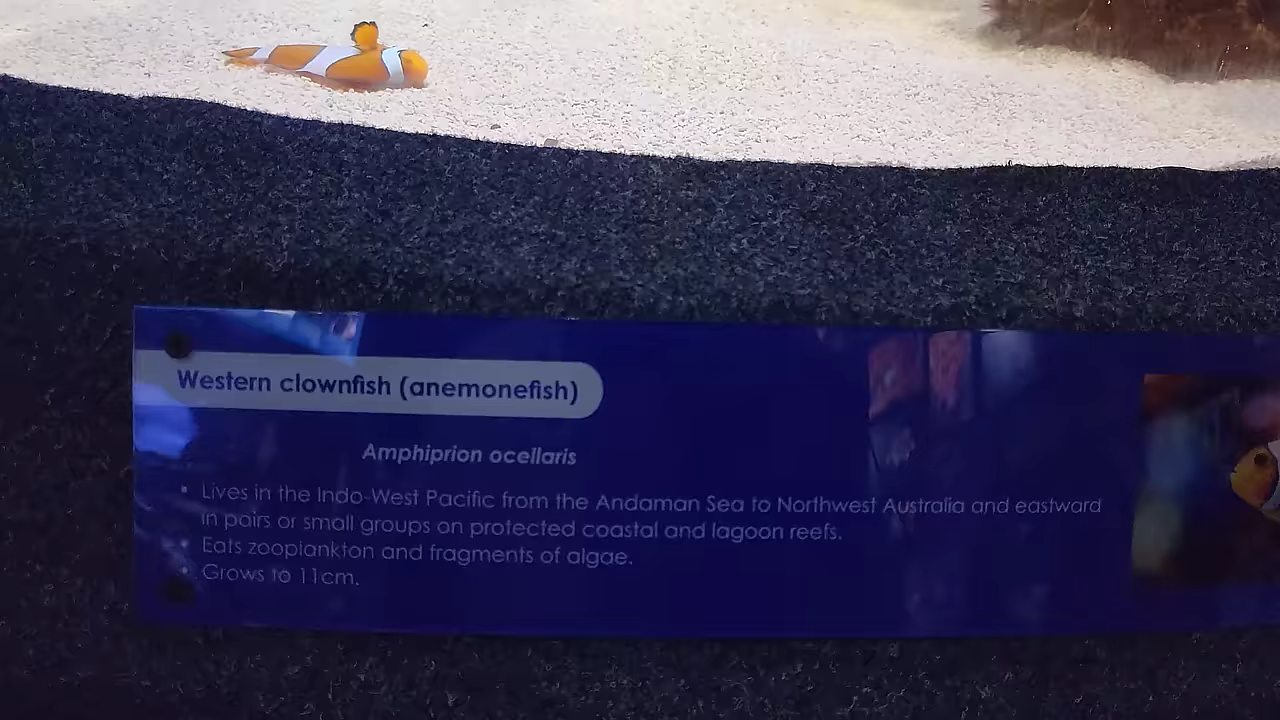 Western clownfish (anemonefish)
Amphiprion ocellaris
• Lives in the Indo-West Pacific from the Andaman Sea to Northwest Australia and eastward
in pairs or small groups on protected coastal and lagoon reefs.
• Eats zooplankton and fragments of algae.
• Grows to 11cm.